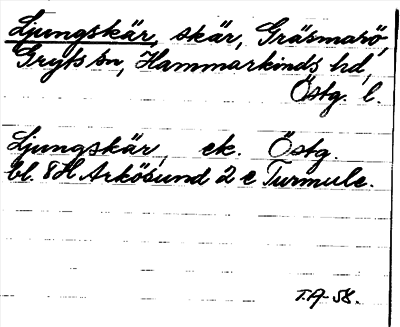 Ljungskär, skär, Gräsmarö,
Gryts sn, Hammarkinds hd,
Östg. l.
Ljungskär, ek. Östg.
bl. 8H Arkösund 2 e Turmule.
T.A-58.